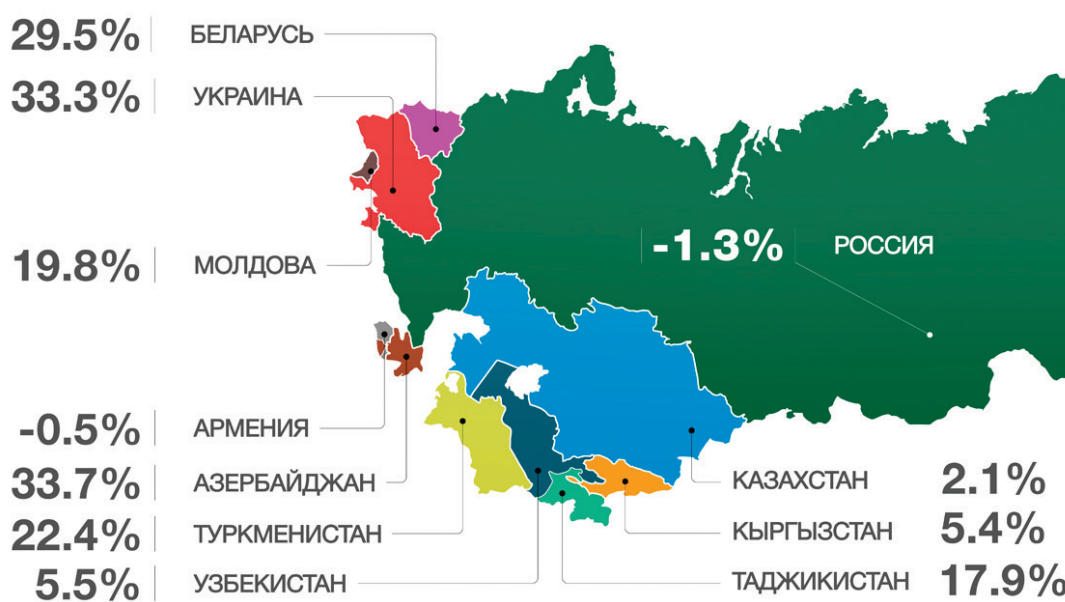 29.5% БЕЛАРУСЬ
33.3% УКРАИНА
-1.3% РОССИЯ
19.8% МОЛДОВА
-0.5% АРМЕНИЯ
33.7% АЗЕРБАЙДЖАН
22.4% ТУРКМЕНИСТАН
5.5% УЗБЕКИСТАН
КАЗАХСТАН 2.1%
КЫРГЫЗСТАН 5.4%
ТАДЖИКИСТАН 17.9%